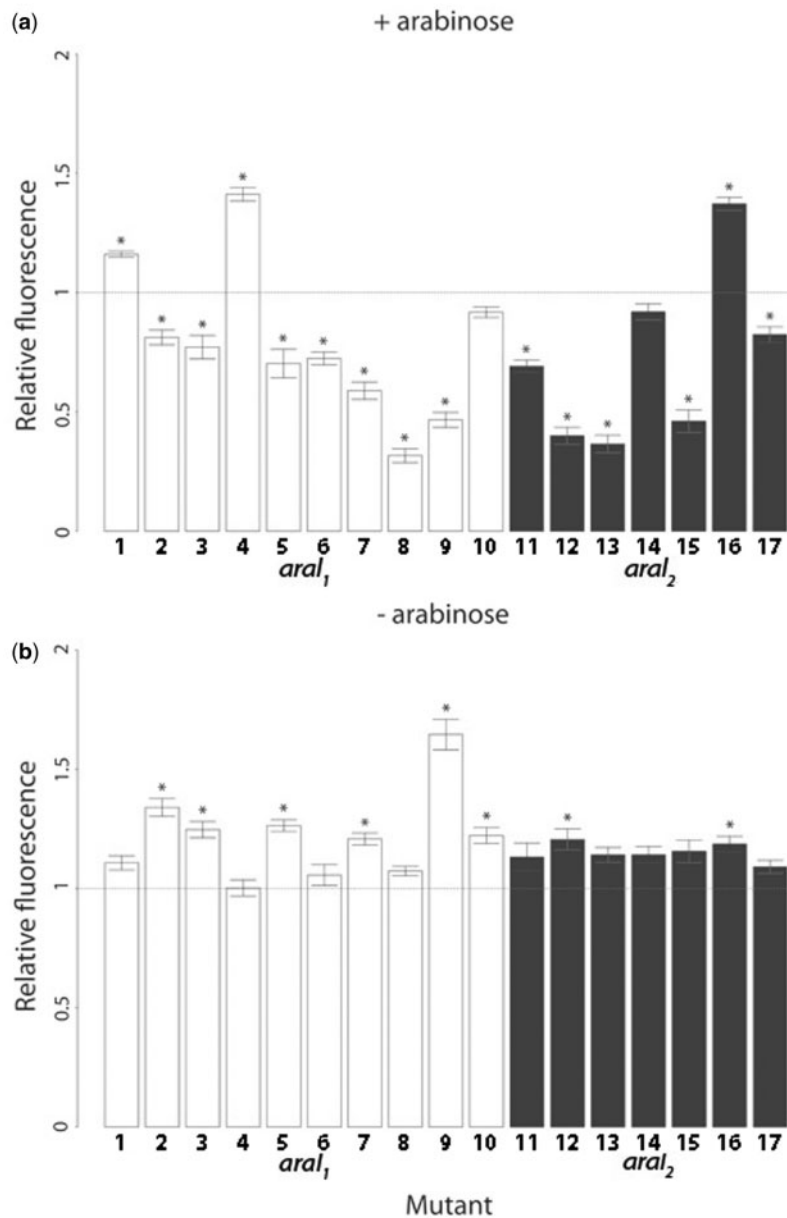 (a)
+ arabinose
Relative fluorescence
2
1.5
1
0.5
0
* * * * * * * * * * * * * * *
1 2 3 4 5 6 7 8 9 10 11 12 13 14 15 16 17
araI1 araI2
(b)
- arabinose
Relative fluorescence
2
1.5
1
0.5
0
* * * * * * * *
1 2 3 4 5 6 7 8 9 10 11 12 13 14 15 16 17
araI1 araI2
Mutant